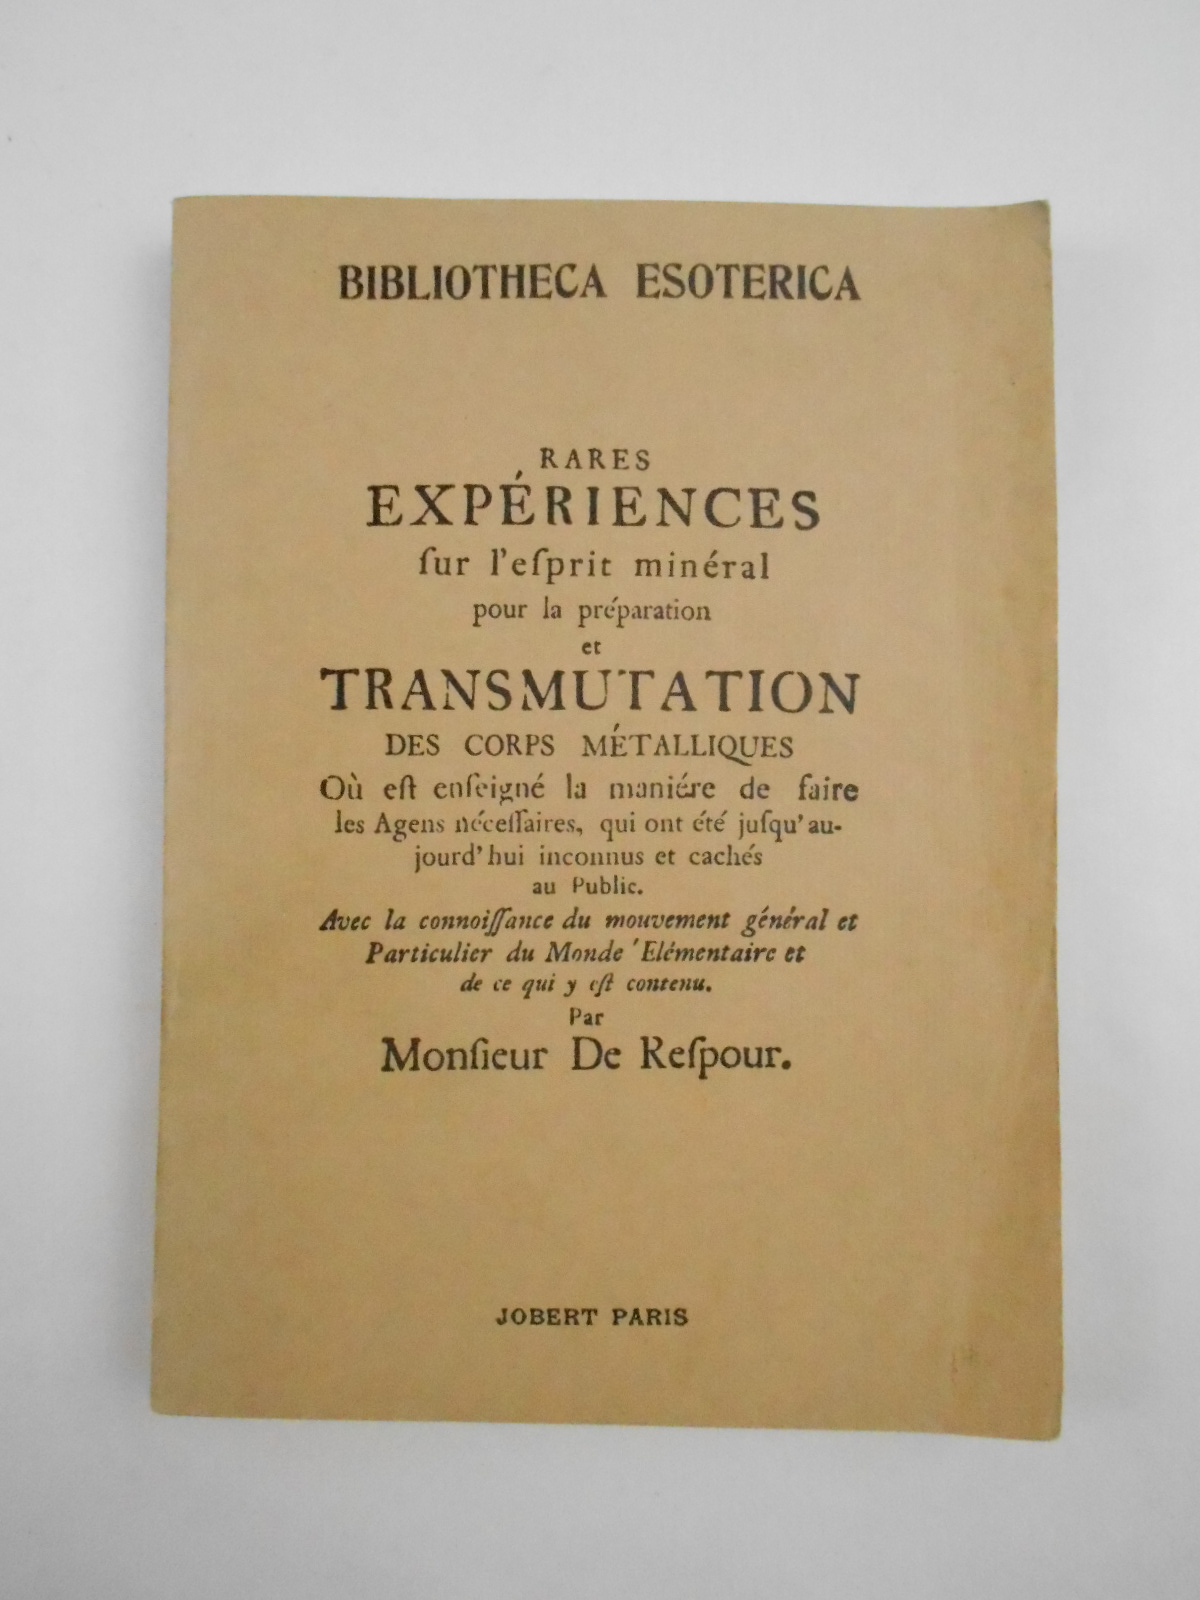 BIBLIOTHECA ESOTERICA
RARES
EXPÉRIENCES
ſur l'eſprit minéral
pour la préparation
et
TRANSMUTATION
DES CORPS MÉTALLIQUES
Où eſt enſeigné la maniére de faire
les Agens néceſſaires, qui ont été juſqu'au-
jourd'hui inconnus et cachés
au Public.
Avec la connoiſſance du mouvement général et
Particulier du Monde 'Elémentaire et
de ce qui y eſt contenu.
Par
Monſieur De Reſpour.
JOBERT PARIS